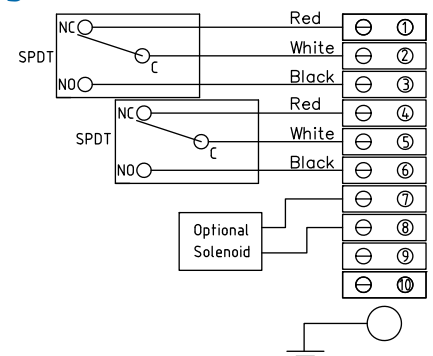 Red
NC
①
White
SPDT
②
C
Black
NO
③
Red
NC
④
White
SPDT
⑤
C
Black
NO
⑥
⑦
Optional
Solenoid
⑧
⑨
⑩